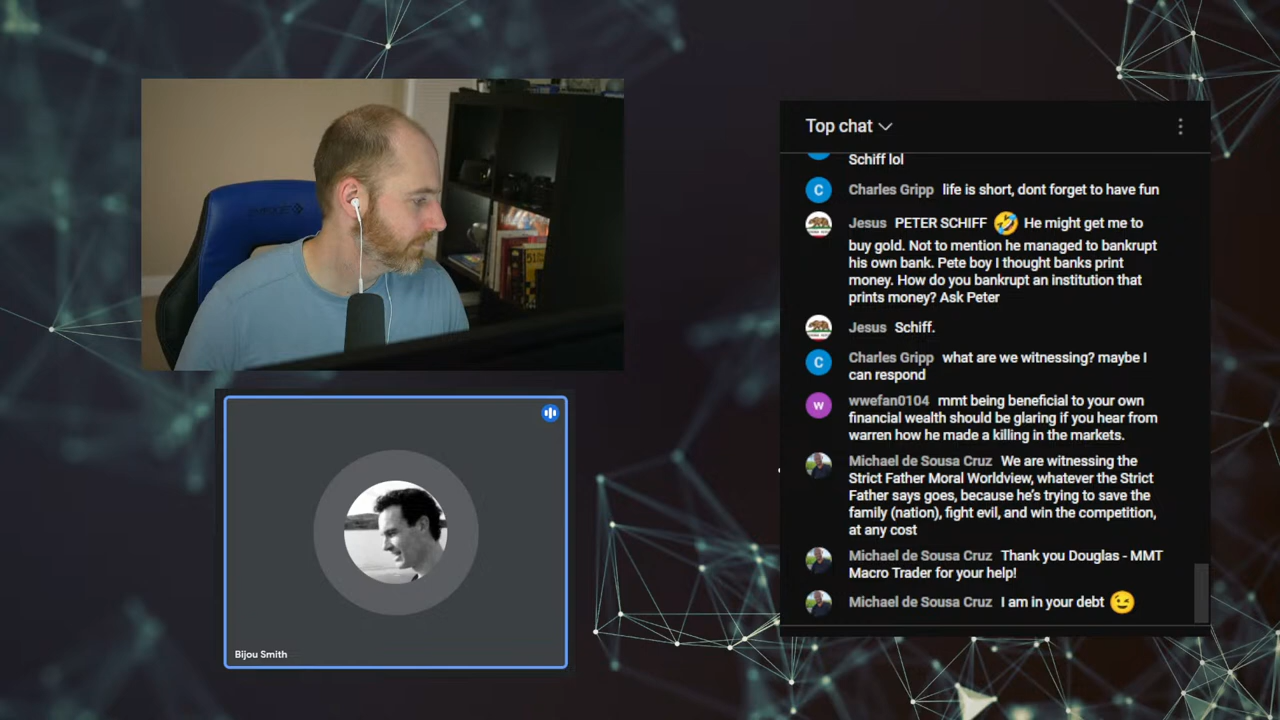 Top chat
Schiff lol
Charles Gripp life is short, dont forget to have fun
Jesus PETER SCHIFF 🤣 He might get me to
buy gold. Not to mention he managed to bankrupt
his own bank. Pete boy I thought banks print
money. How do you bankrupt an institution that
prints money? Ask Peter
Jesus Schiff.
C
Charles Gripp what are we witnessing? maybe I
can respond
C
w
wwefan0104 mmt being beneficial to your own
financial wealth should be glaring if you hear from
warren how he made a killing in the markets.
Michael de Sousa Cruz We are witnessing the
Strict Father Moral Worldview, whatever the Strict
Father says goes, because he's trying to save the
family (nation), fight evil, and win the competition,
at any cost
Michael de Sousa Cruz Thank you Douglas - MMT
Macro Trader for your help!
Michael de Sousa Cruz I am in your debt 😉
Bijou Smith